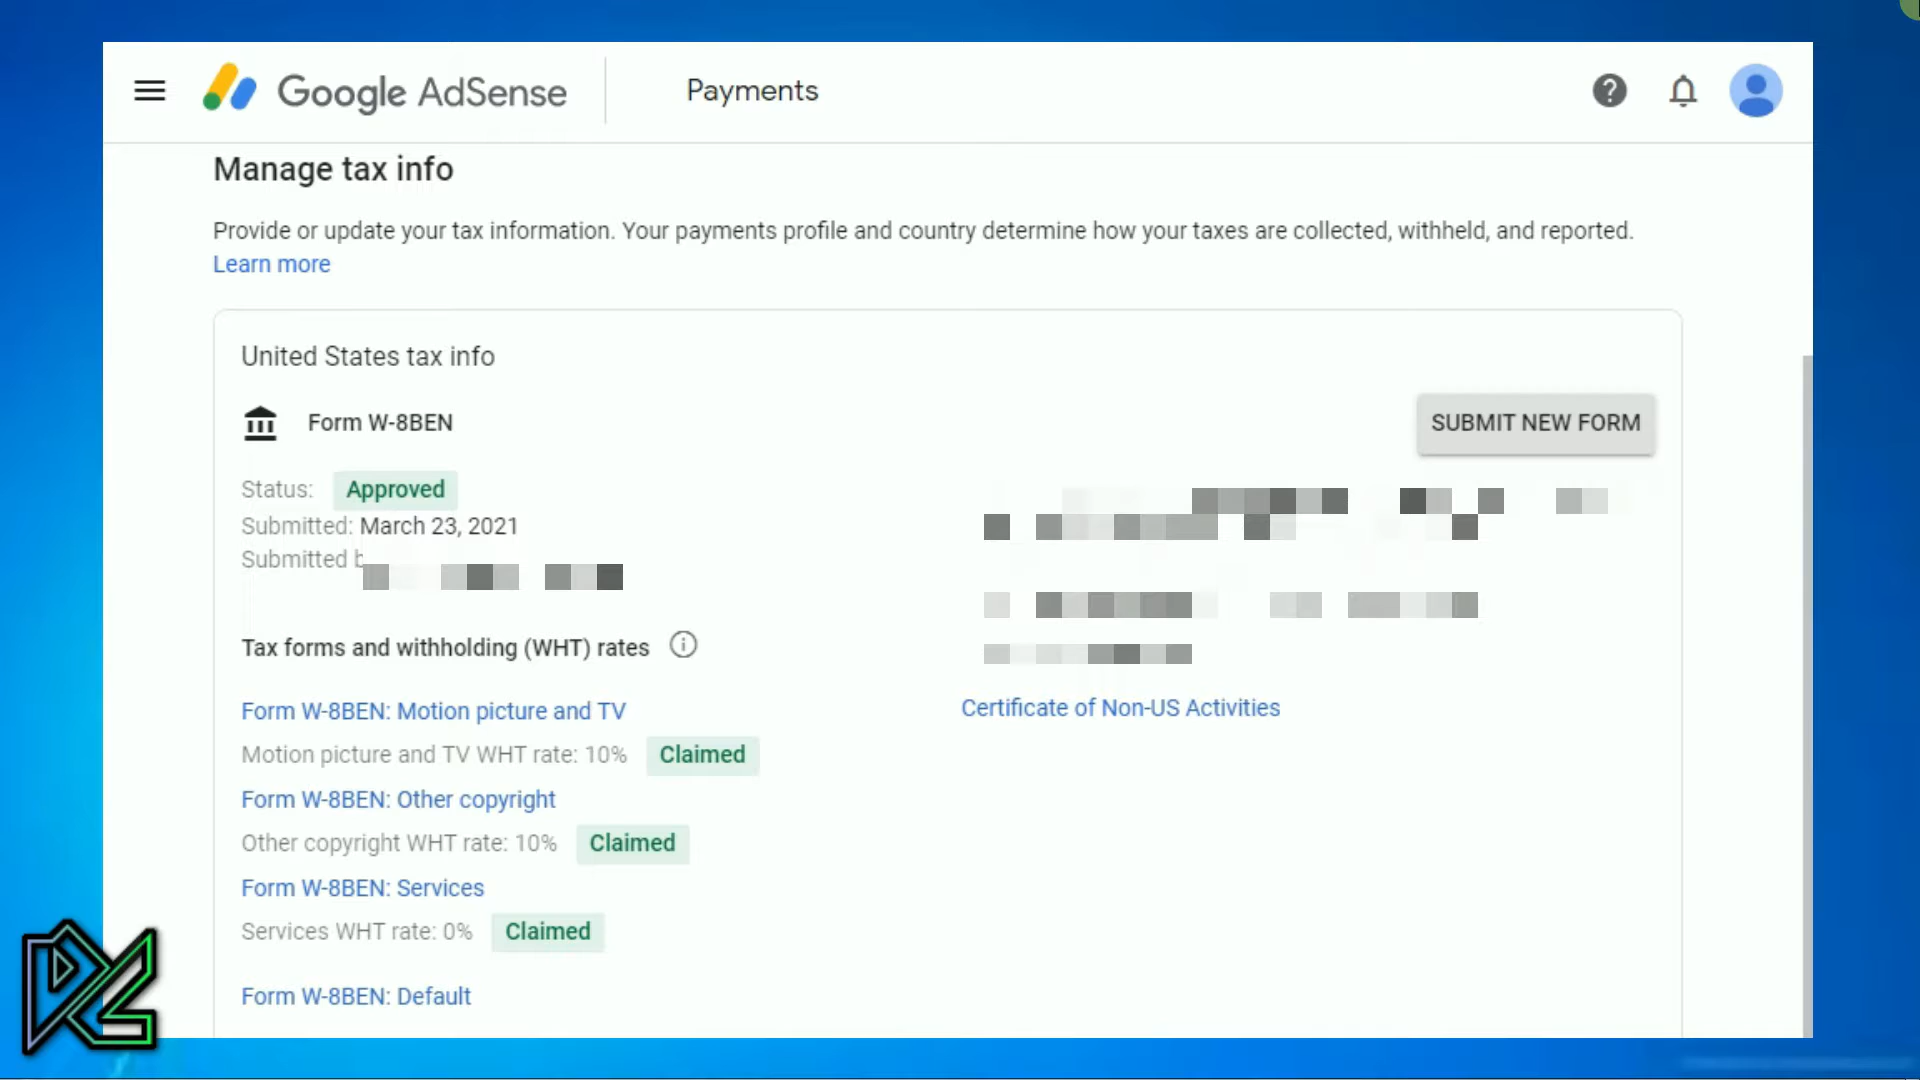 Google AdSense
Payments
Manage tax info
Provide or update your tax information. Your payments profile and country determine how your taxes are collected, withheld, and reported.
Learn more
United States tax info
Form W-8BEN
SUBMIT NEW FORM
Status: Approved
Submitted: March 23, 2021
Submitted
Tax forms and withholding (WHT) rates
Form W-8BEN: Motion picture and TV
Certificate of Non-US Activities
Motion picture and TV WHT rate: 10% Claimed
Form W-8BEN: Other copyright
Other copyright WHT rate: 10% Claimed
Form W-8BEN: Services
Services WHT rate: 0% Claimed
Form W-8BEN: Default